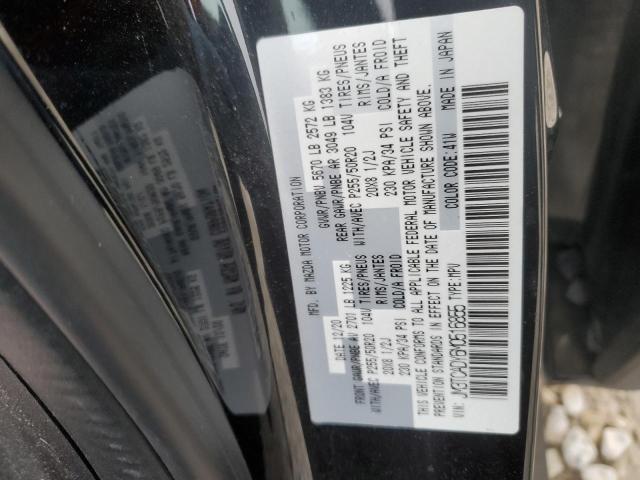 MFD. BY MAZDA MOTOR CORPORATION
DATE: 12/20 GVWR/PNBV 5670 LB 2572 KG
FRONT GAWR/PNBE AV 2701 LB 1225 KG REAR GAWR/PNBE AR 3049 LB 1383 KG
WITH/AVEC P255/50R20 104V TIRES/PNEUS WITH/AVEC P255/50R20 104V TIRES/PNEUS
20X8 1/2J RIMS/JANTES 20X8 1/2J RIMS/JANTES
230 KPA/34 PSI COLD/A FROID 230 KPA/34 PSI COLD/A FROID
THIS VEHICLE CONFORMS TO ALL APPLICABLE FEDERAL MOTOR VEHICLE SAFETY AND THEFT
PREVENTION STANDARDS IN EFFECT ON THE DATE OF MANUFACTURE SHOWN ABOVE.
VIN: TYPE:MPV COLOR CODE:41W MADE IN JAPAN